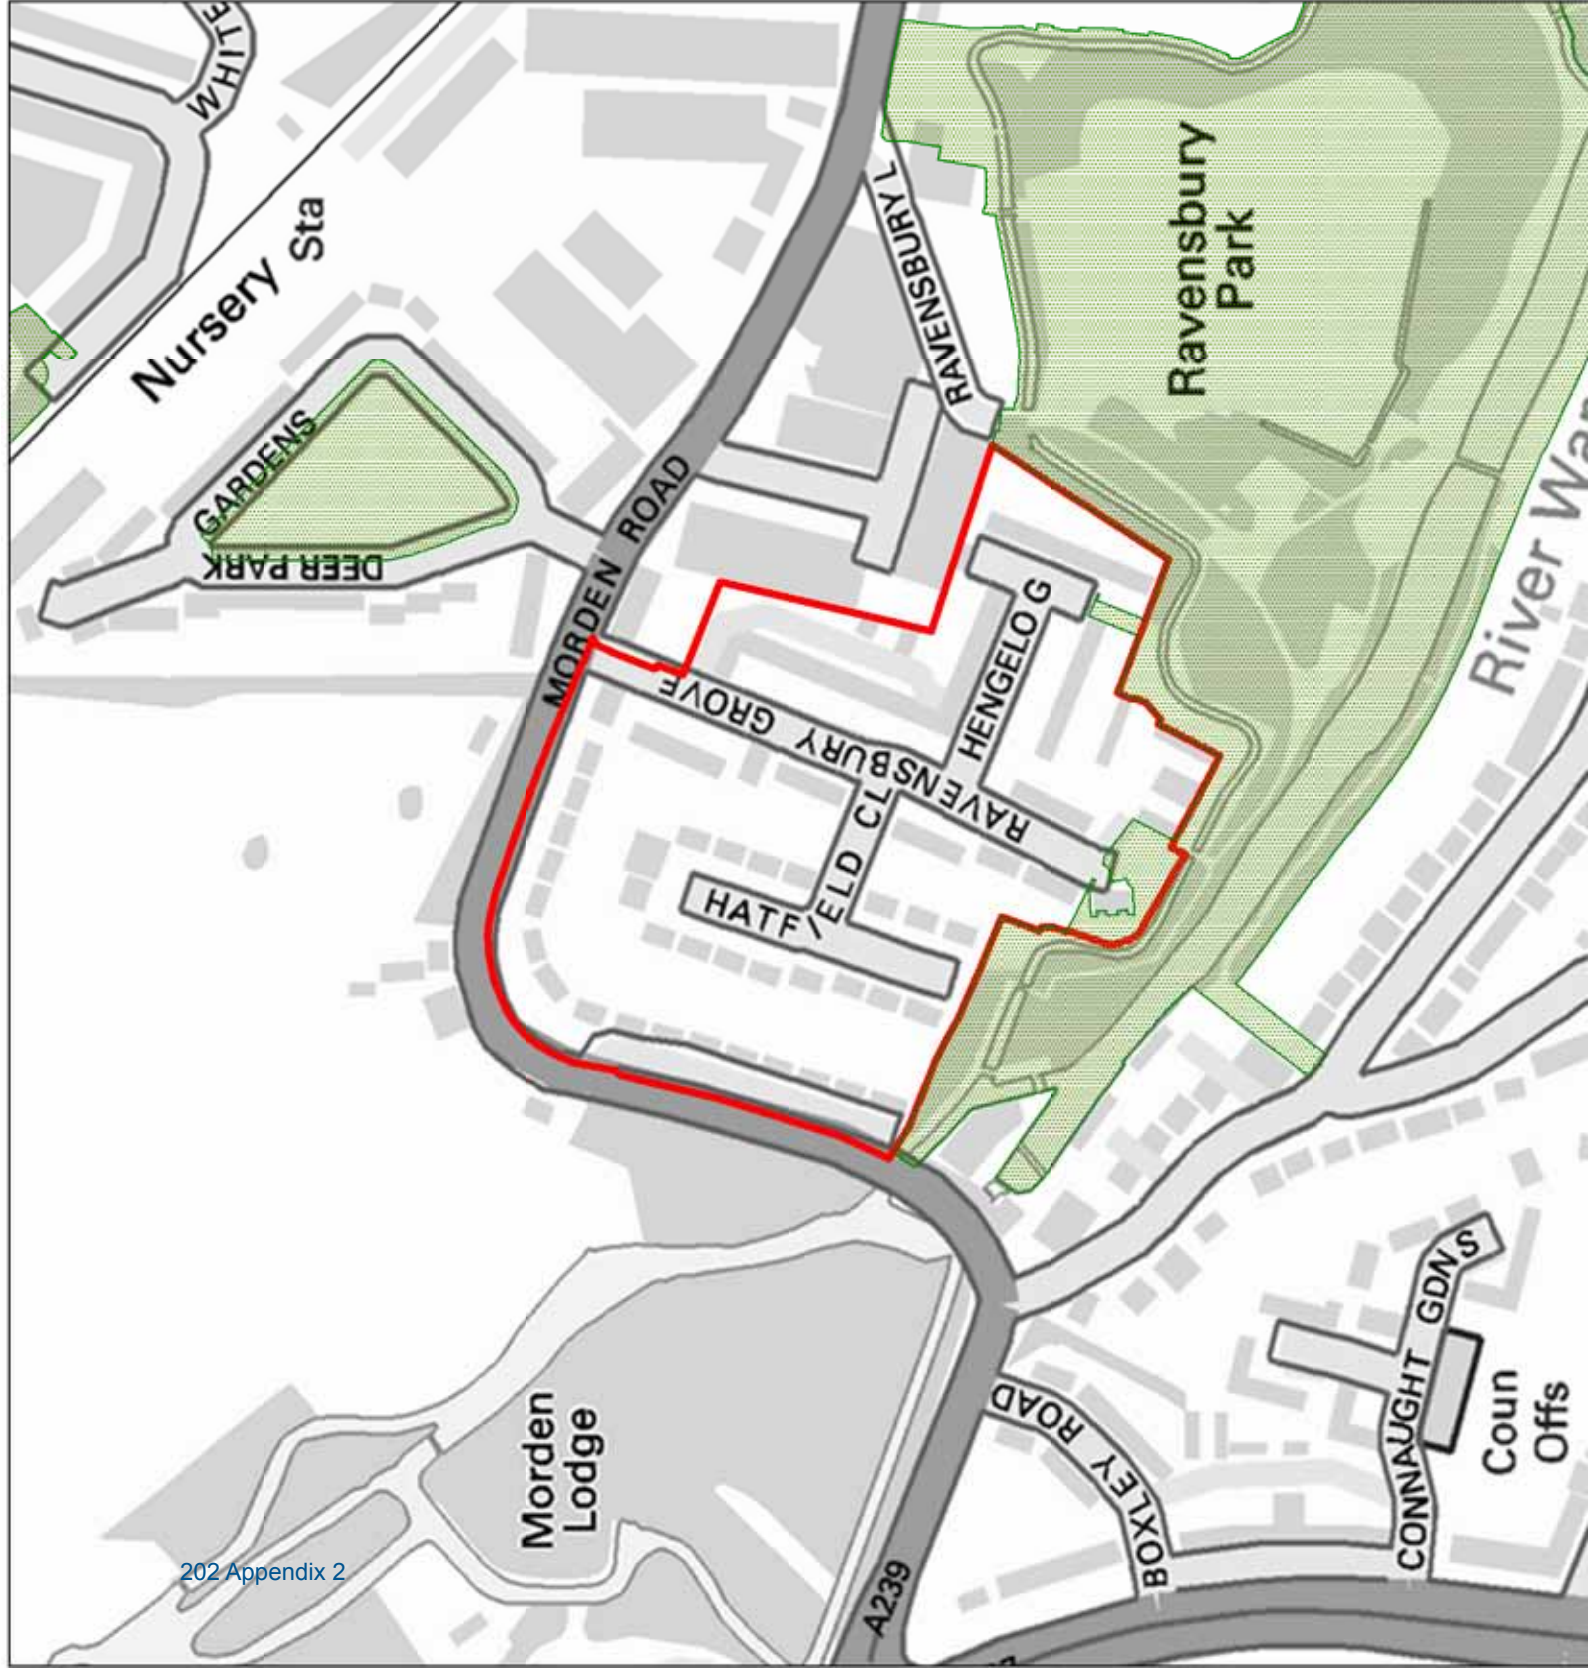 WHITE
Nursery
Sta
RAVENSBURY L
Ravensbury
Park
GARDENS
DEER PARK
MORDEN ROAD
River Wan
HENGELO G
RAVENSBURY GROVE
HATFIELD CL
Morden
Lodge
202 Appendix 2
A239
BOXLEY ROAD
CONNAUGHT GDNS
Coun
Offs